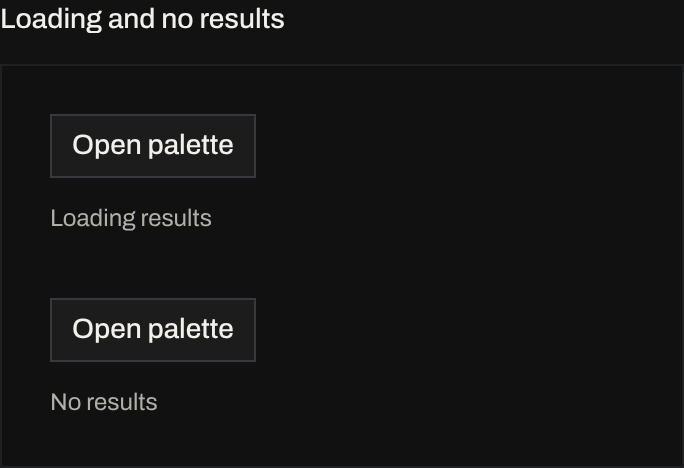 Loading and no results
Open palette
Loading results
Open palette
No results